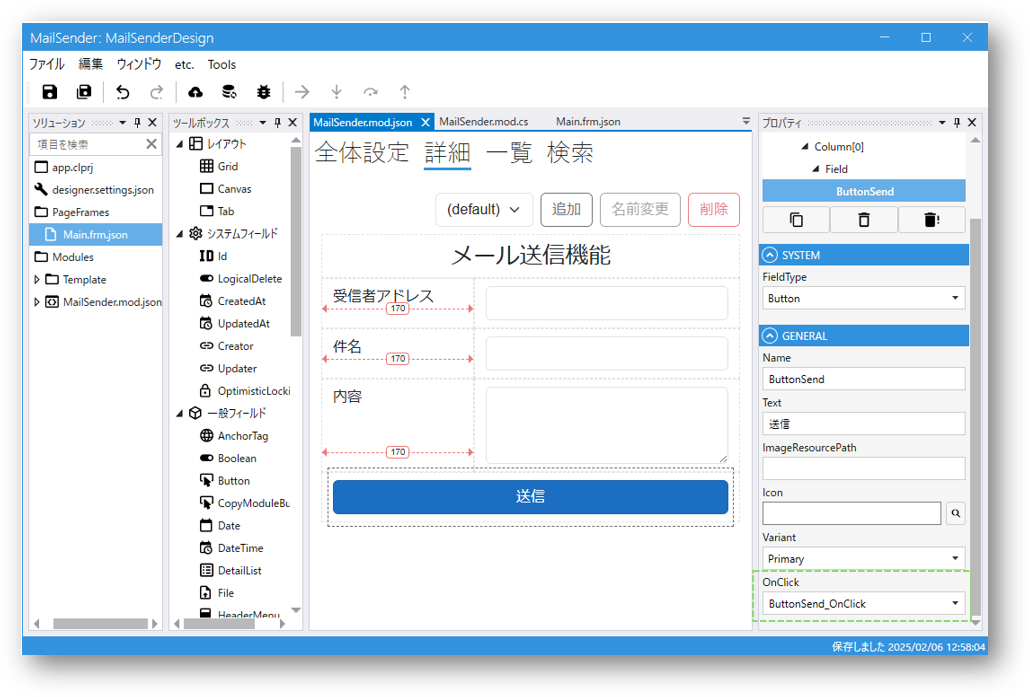 MailSender: MailSenderDesign
ファイル 編集 ウィンドウ etc. Tools
ソリューション
項目を検索
app.clprj
designer.settings.json
PageFrames
Main.frm.json
Modules
Template
MailSender.mod.json
ツールボックス
レイアウト
Grid
Canvas
Tab
システムフィールド
ID Id
LogicalDelete
CreatedAt
UpdatedAt
Creator
Updater
OptimisticLocki
一般フィールド
AnchorTag
Boolean
Button
CopyModuleBu
Date
DateTime
DetailList
File
HeaderMenu
MailSender.mod.json MailSender.mod.cs Main.frm.json
全体設定 詳細 一覧 検索
(default) 追加 名前変更 削除
メール送信機能
受信者アドレス
170
件名
170
内容
170
送信
プロパティ
Column[0]
Field
ButtonSend
SYSTEM
FieldType
Button
GENERAL
Name
ButtonSend
Text
送信
ImageResourcePath
Icon
Variant
Primary
OnClick
ButtonSend_OnClick
保存しました 2025/02/06 12:58:04